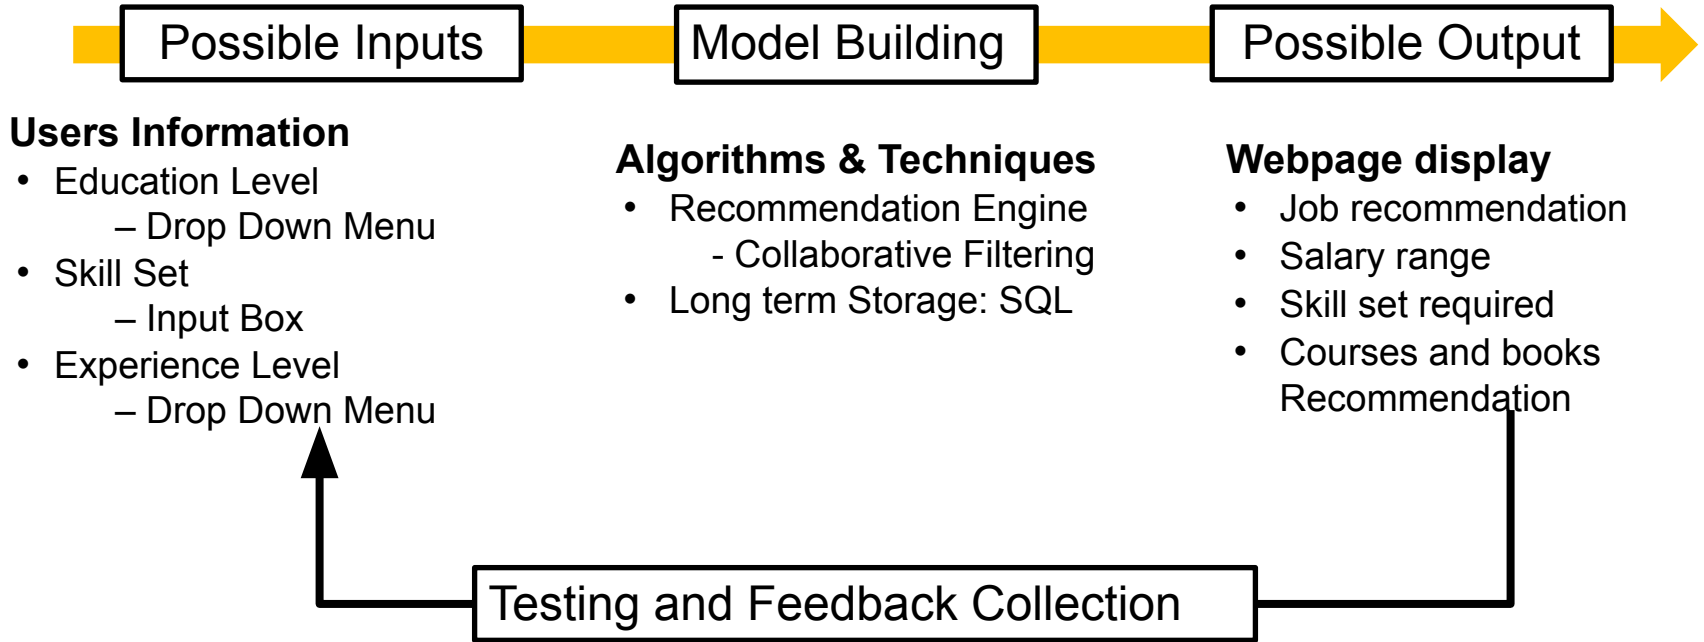 Possible Inputs
Model Building
Possible Output
Users Information
• Education Level
– Drop Down Menu
• Skill Set
– Input Box
• Experience Level
– Drop Down Menu
Algorithms & Techniques
• Recommendation Engine
- Collaborative Filtering
• Long term Storage: SQL
Webpage display
• Job recommendation
• Salary range
• Skill set required
• Courses and books
Recommendation
Testing and Feedback Collection